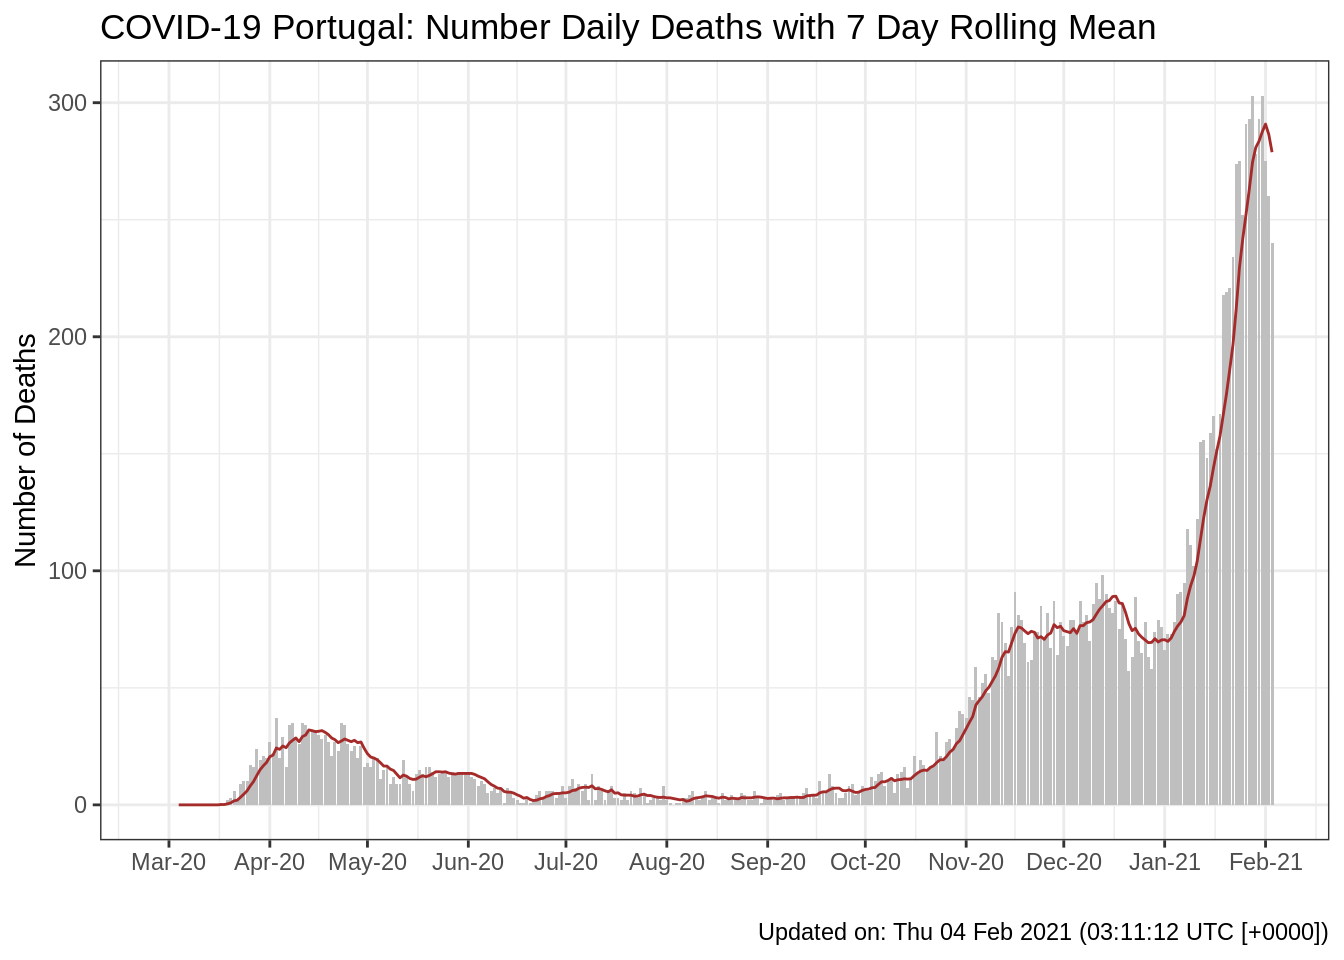 COVID-19 Portugal: Number Daily Deaths with 7 Day Rolling Mean
Number of Deaths
300
200
100
0
Mar-20 Apr-20 May-20 Jun-20 Jul-20 Aug-20 Sep-20 Oct-20 Nov-20 Dec-20 Jan-21 Feb-21
Updated on: Thu 04 Feb 2021 (03:11:12 UTC [+0000])